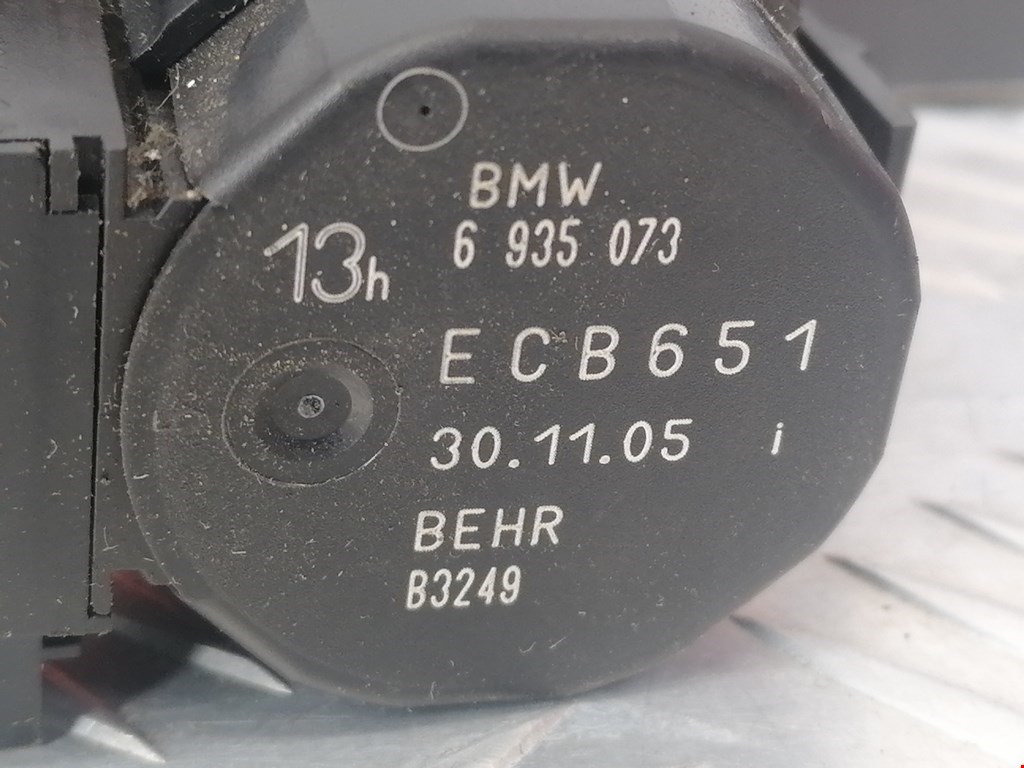 BMW
6 935 073
13h
ECB651
30.11.05 i
BEHR
B3249